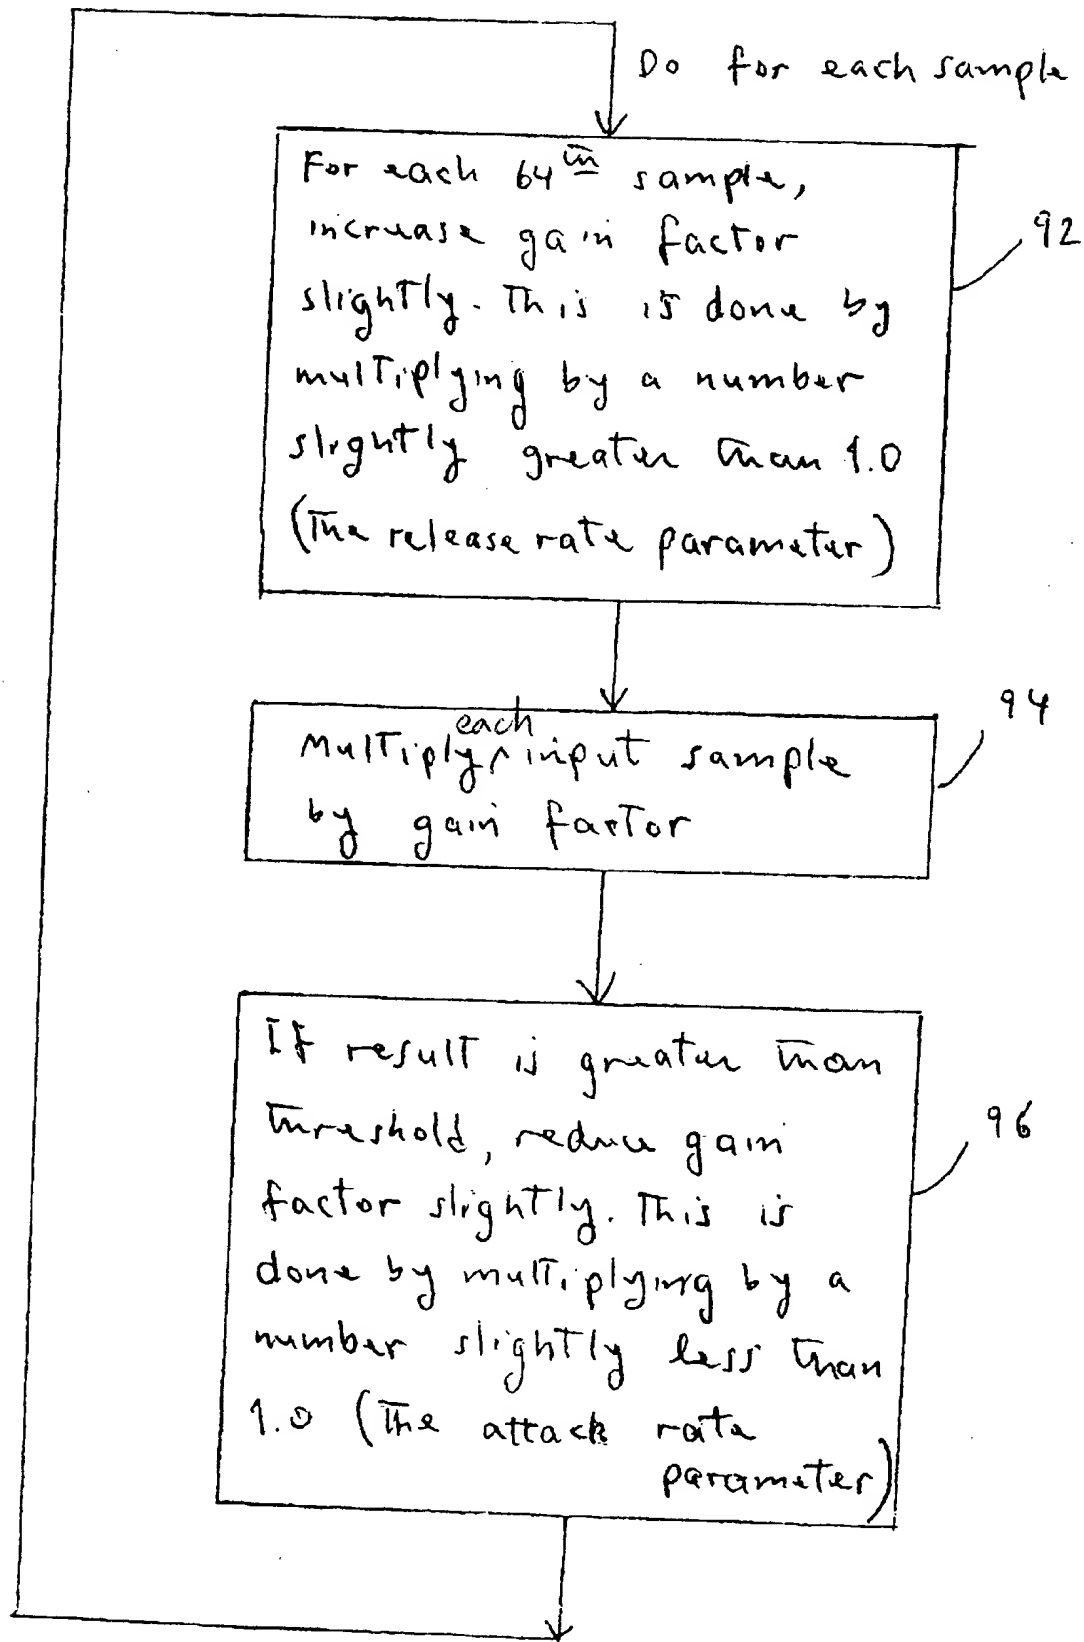 Do for each sample
For each 64th sample,
increase gain factor
slightly. This is done by
multiplying by a number
slightly greater than 1.0
(The release rate parameter)
92
each
Multiply ‸ input sample
by gain factor
94
If result is greater than
threshold, reduce gain
factor slightly. This is
done by multiplying by a
number slightly less than
1.0 (The attack rate
parameter)
96